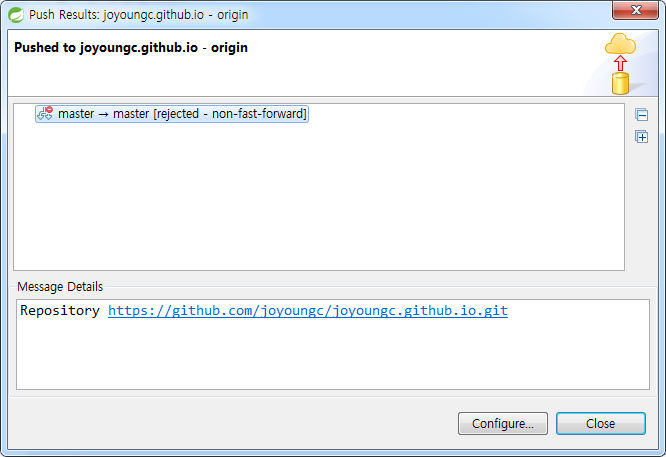 Push Results: joyoungc.github.io - origin
Pushed to joyoungc.github.io - origin
master → master [rejected - non-fast-forward]
Message Details
Repository https://github.com/joyoungc/joyoungc.github.io.git
Configure...
Close